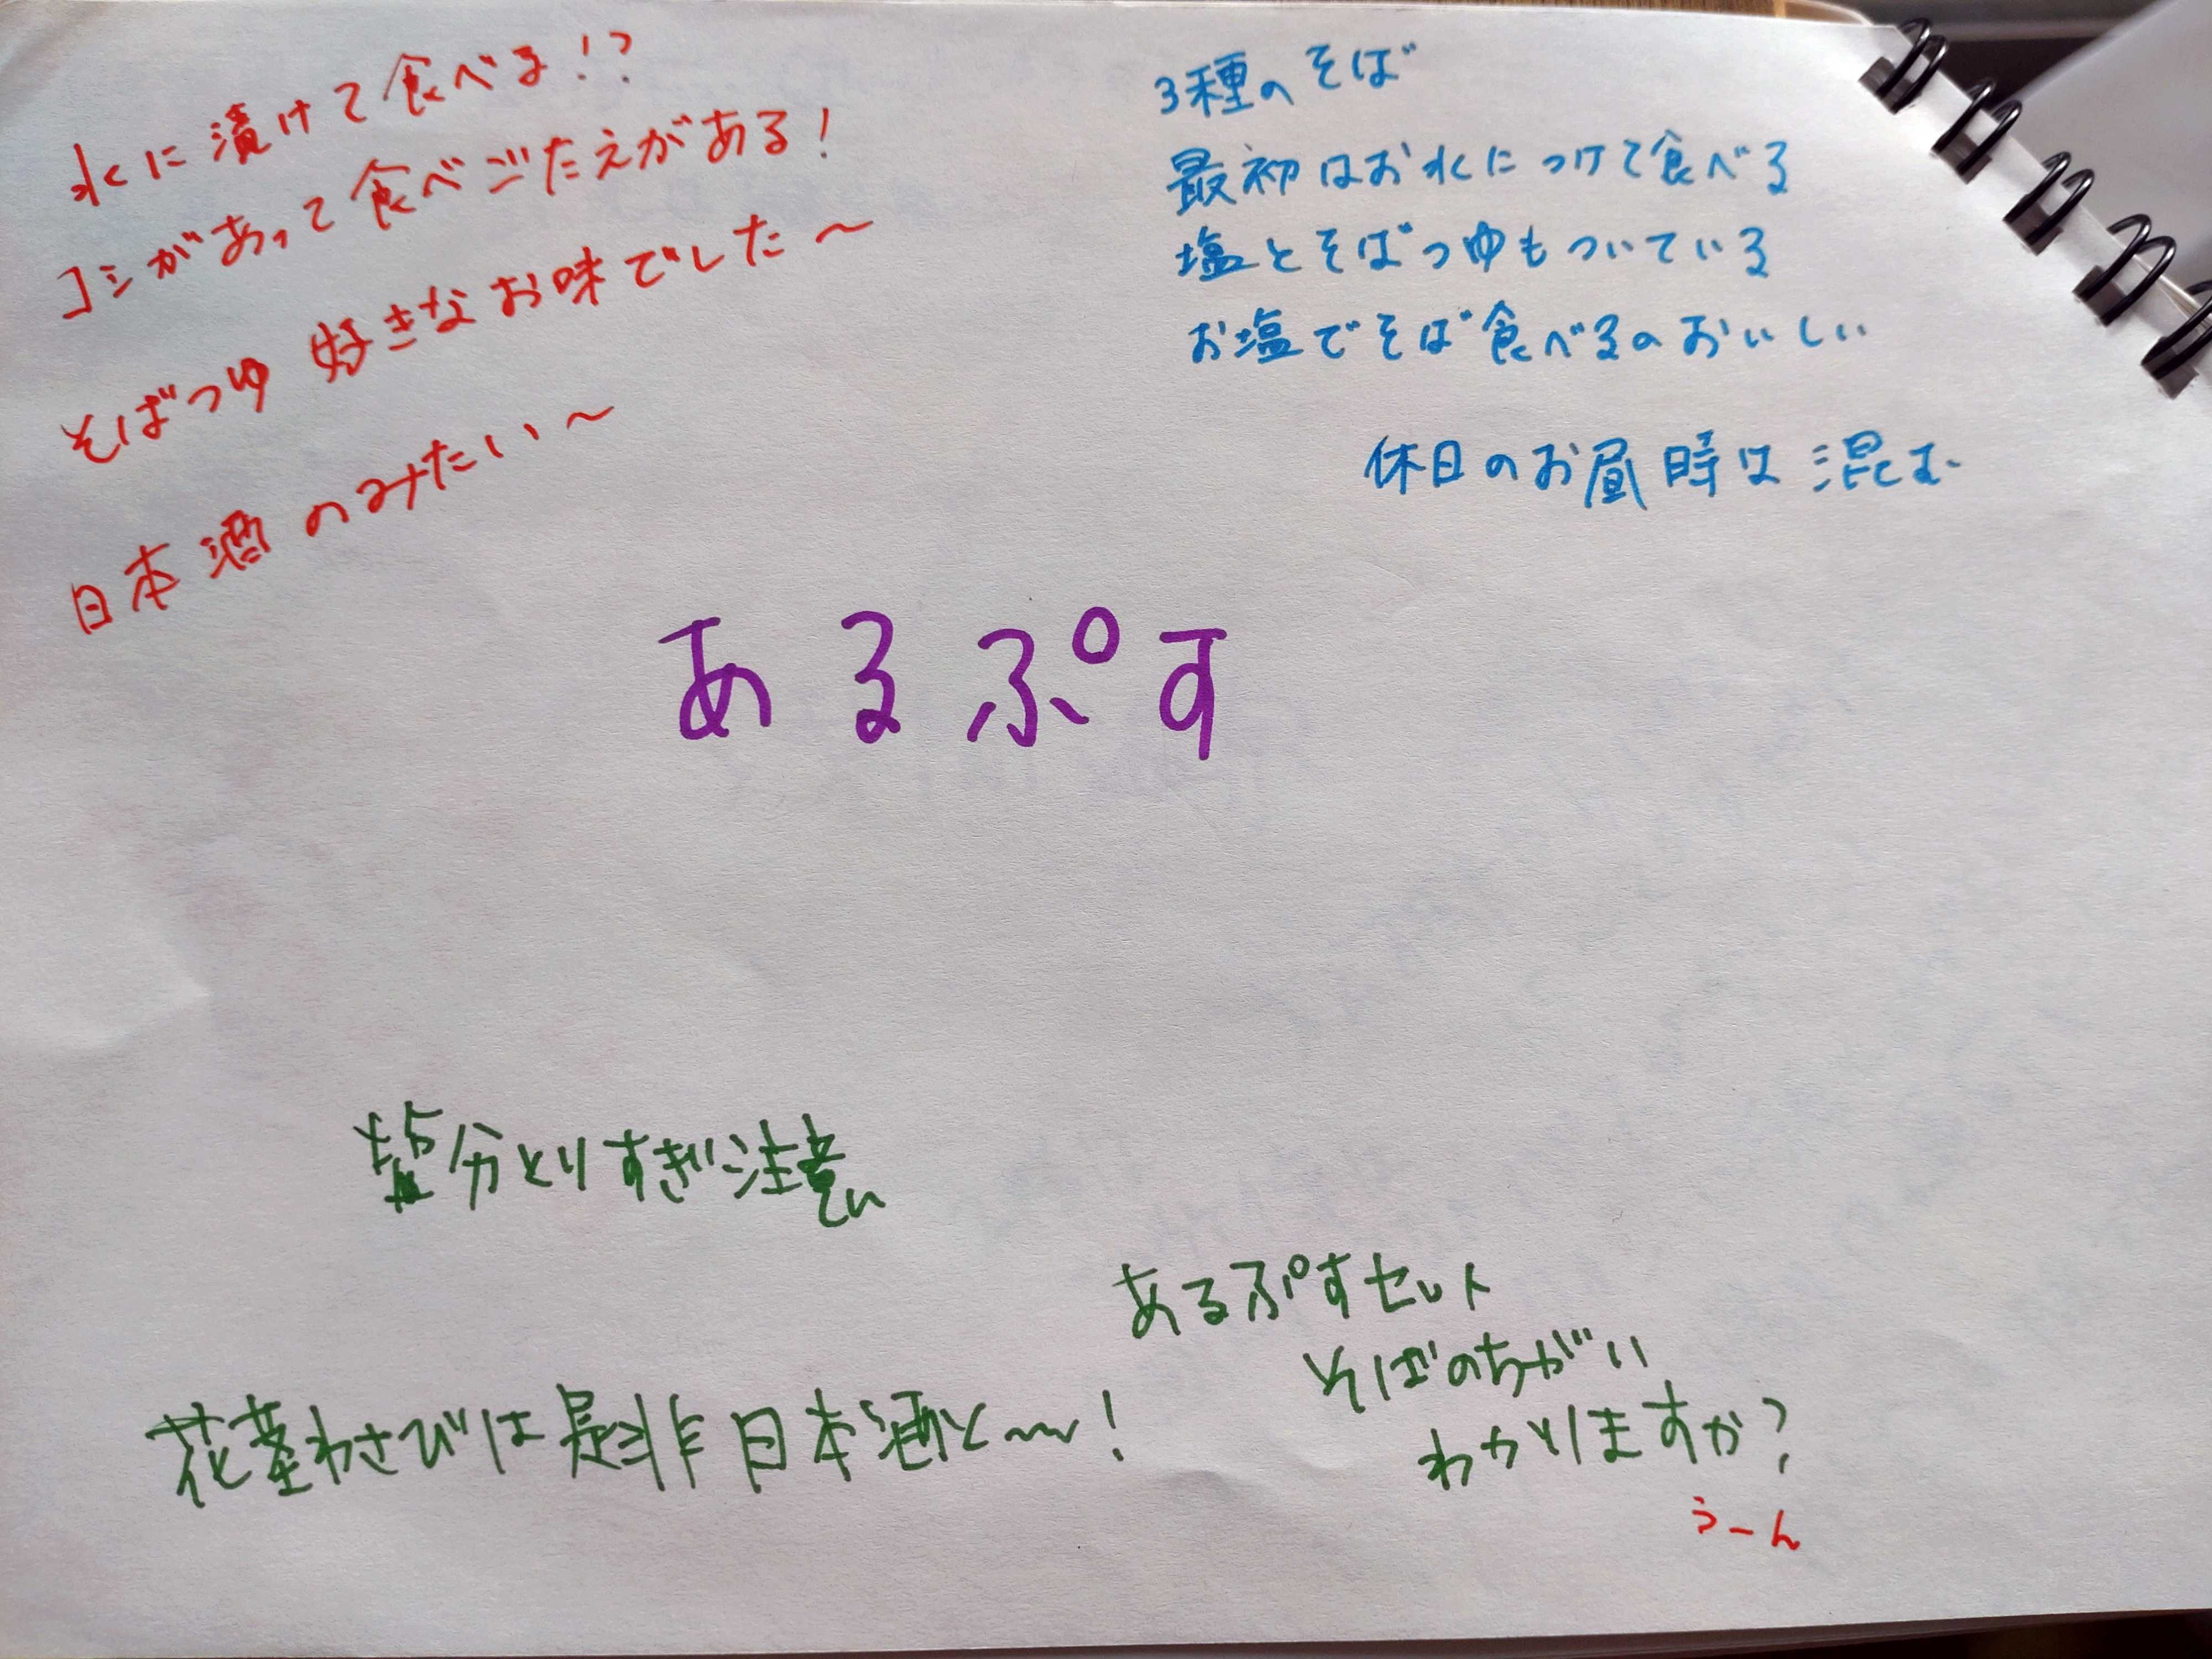 水に漬けて食べる!?
コシがあって食べごたえがある!
そばつゆ 好きなお味でした〜
日本酒のみたい〜
3種のそば
最初はお水につけて食べる
塩とそばつゆもついている
お塩でそば食べるのおいしい
休日のお昼時は混む
あるぷす
塩分とりすぎ注意
花茎わさびは是非日本酒と〜!
あるぷすセット
そばのちがい
わかりますか?
うーん